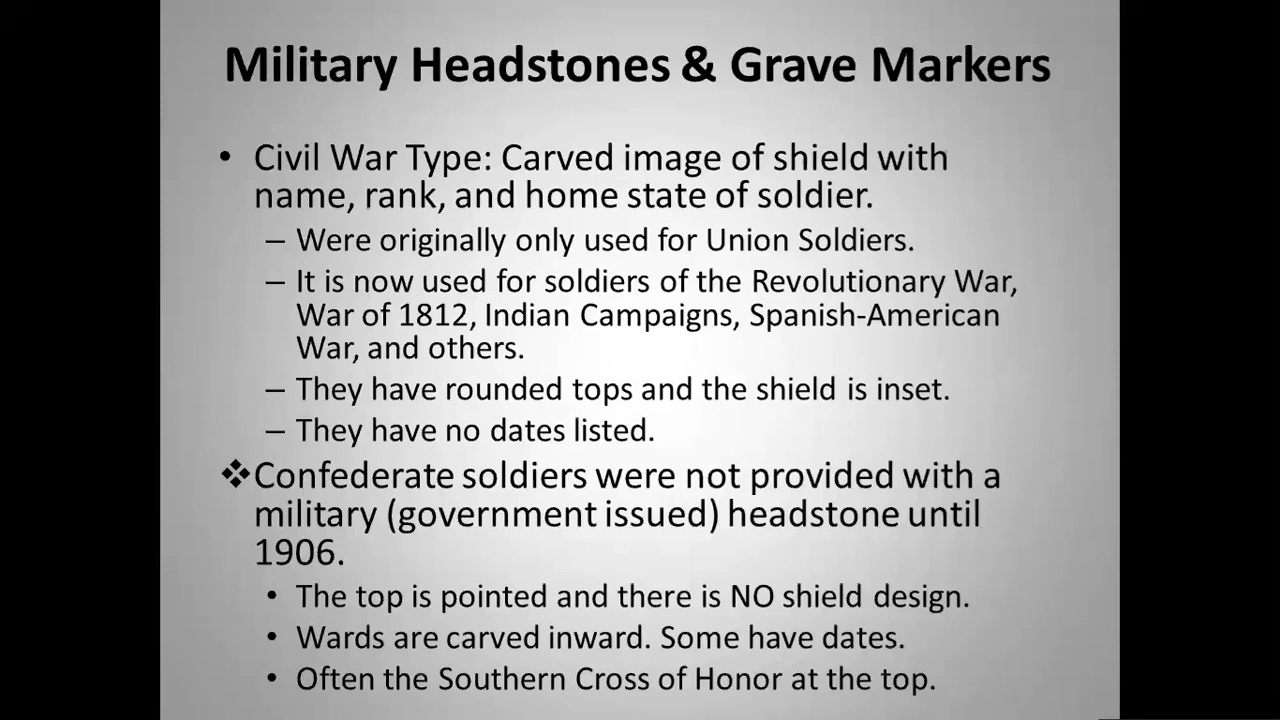 Military Headstones & Grave Markers
• Civil War Type: Carved image of shield with
name, rank, and home state of soldier.
– Were originally only used for Union Soldiers.
– It is now used for soldiers of the Revolutionary War,
War of 1812, Indian Campaigns, Spanish-American
War, and others.
– They have rounded tops and the shield is inset.
– They have no dates listed.
❖Confederate soldiers were not provided with a
military (government issued) headstone until
1906.
• The top is pointed and there is NO shield design.
• Wards are carved inward. Some have dates.
• Often the Southern Cross of Honor at the top.